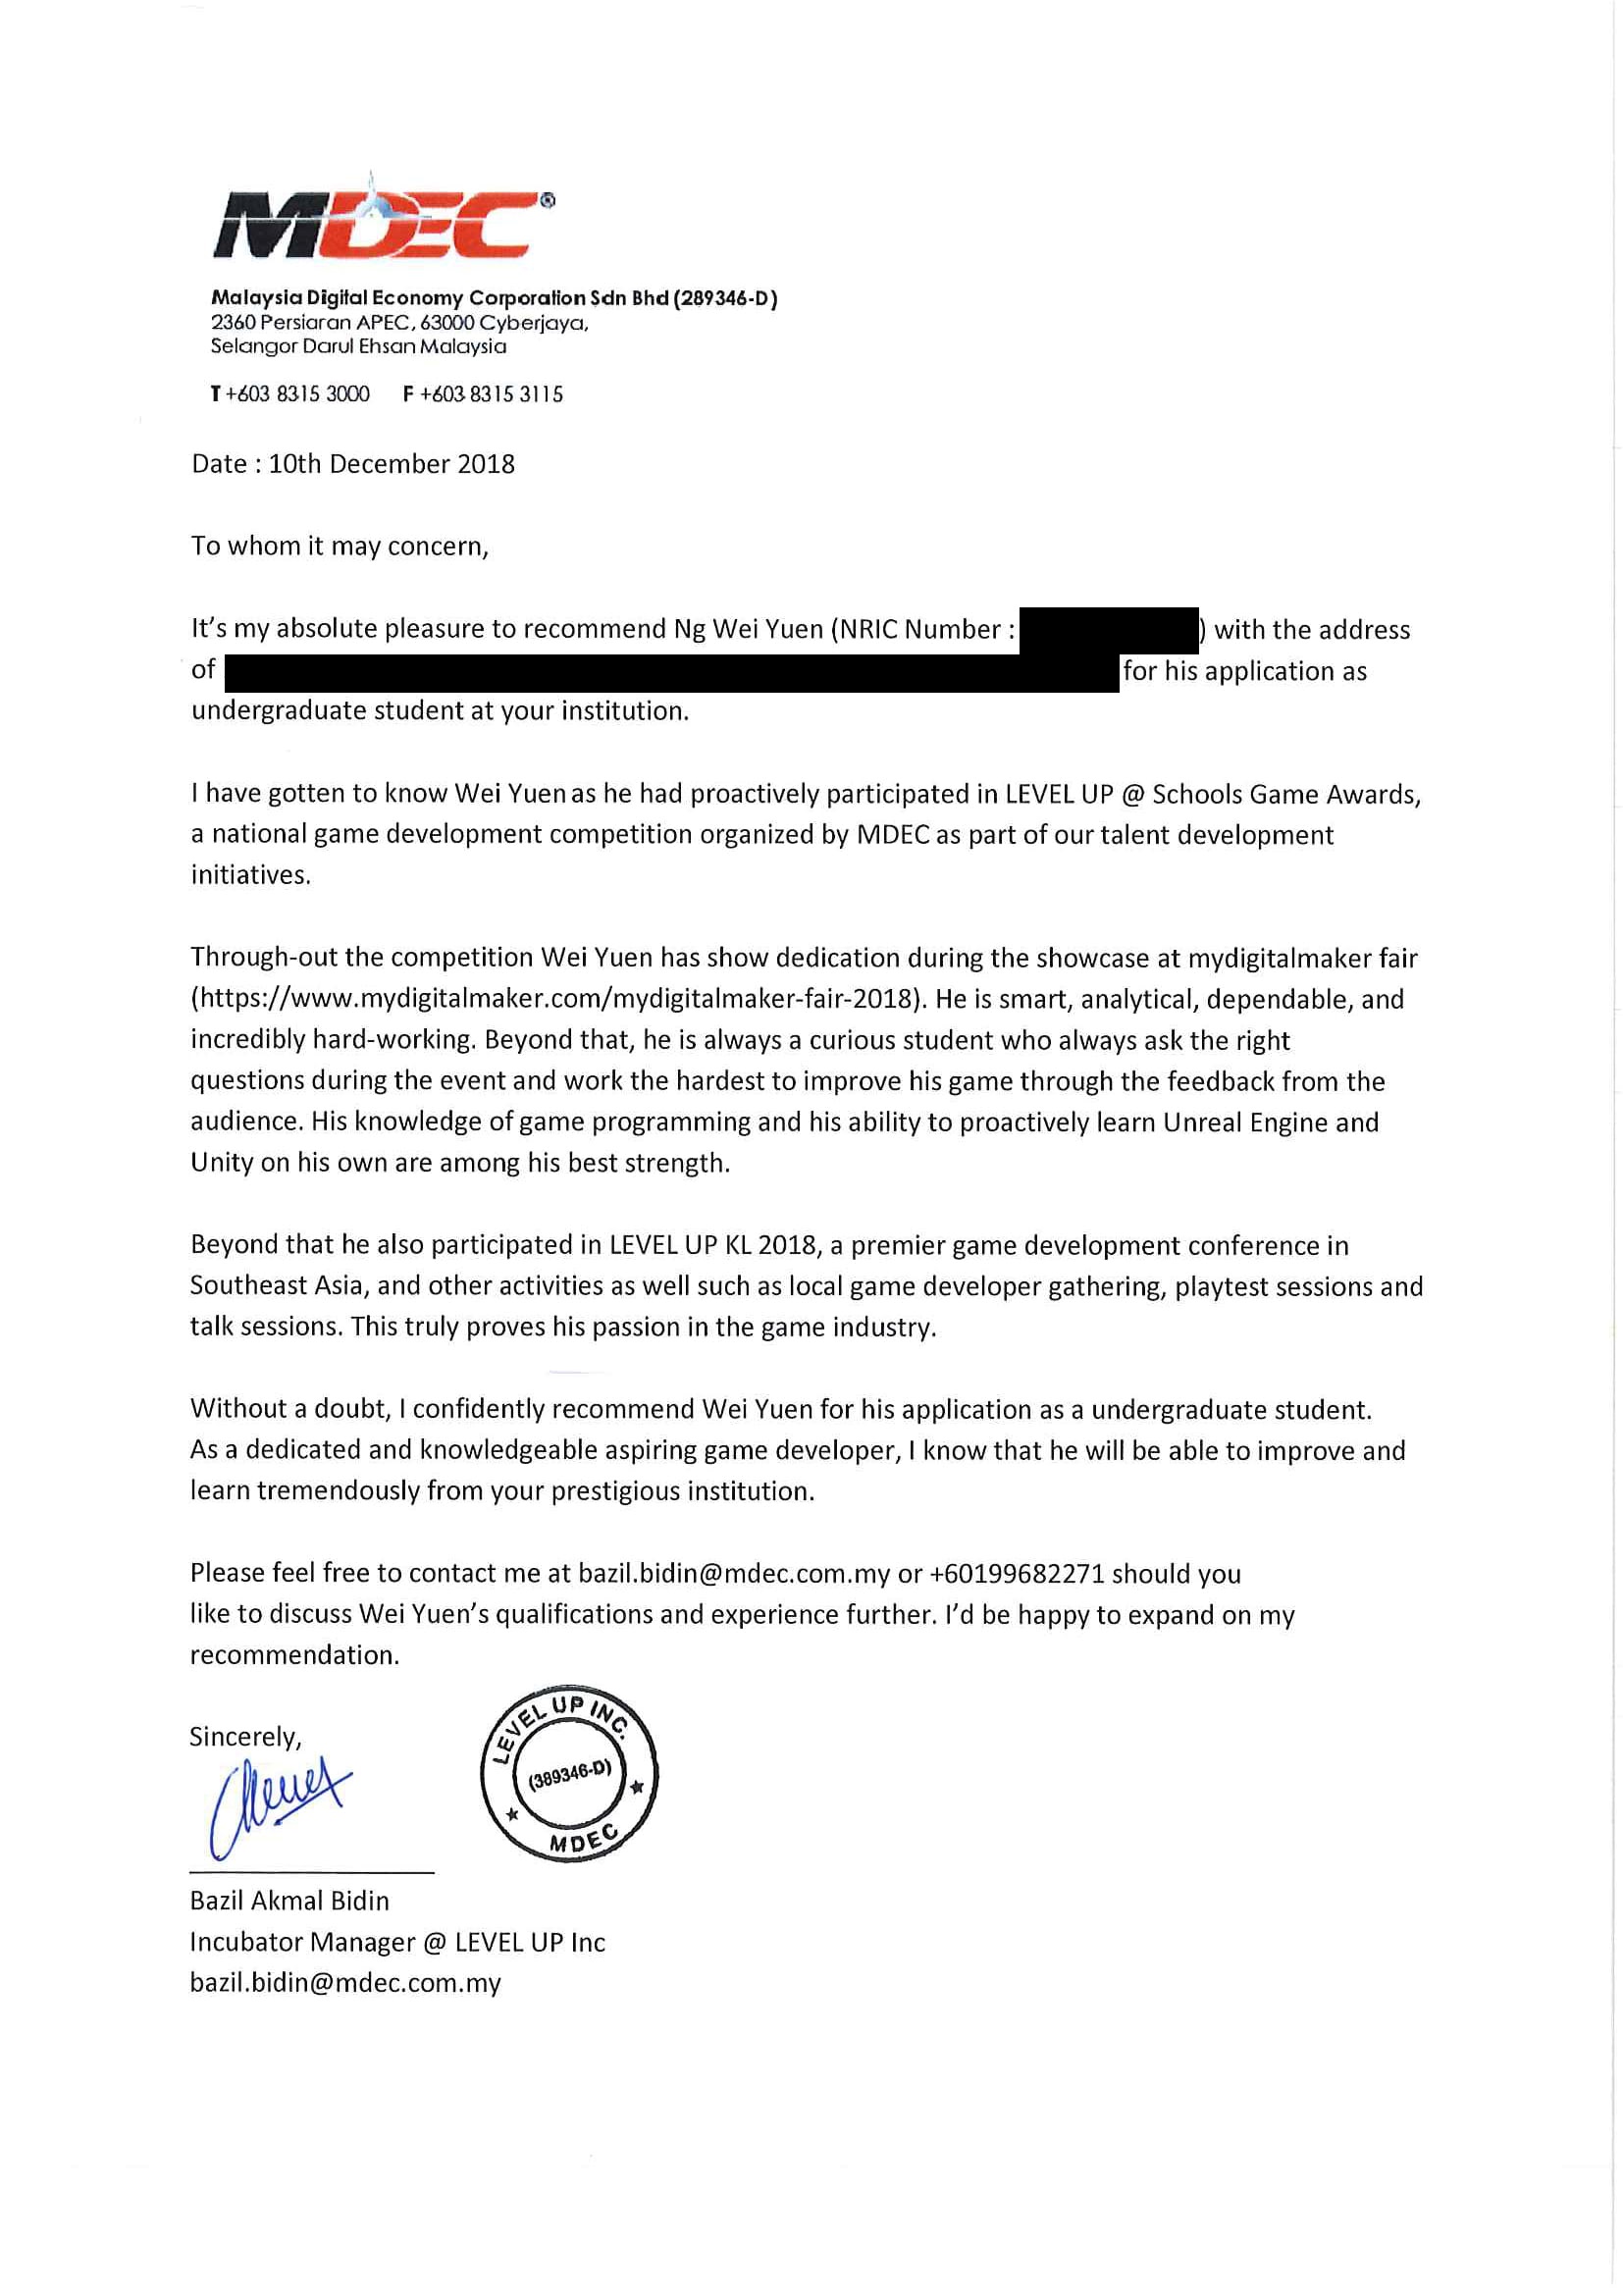 MDEC®
Malaysia Digital Economy Corporation Sdn Bhd (289346-D)
2360 Persiaran APEC, 63000 Cyberjaya,
Selangor Darul Ehsan Malaysia
T +603 8315 3000 F +603 8315 3115
Date : 10th December 2018
To whom it may concern,
It's my absolute pleasure to recommend Ng Wei Yuen (NRIC Number : ) with the address
of for his application as
undergraduate student at your institution.
I have gotten to know Wei Yuen as he had proactively participated in LEVEL UP @ Schools Game Awards,
a national game development competition organized by MDEC as part of our talent development
initiatives.
Through-out the competition Wei Yuen has show dedication during the showcase at mydigitalmaker fair
(https://www.mydigitalmaker.com/mydigitalmaker-fair-2018). He is smart, analytical, dependable, and
incredibly hard-working. Beyond that, he is always a curious student who always ask the right
questions during the event and work the hardest to improve his game through the feedback from the
audience. His knowledge of game programming and his ability to proactively learn Unreal Engine and
Unity on his own are among his best strength.
Beyond that he also participated in LEVEL UP KL 2018, a premier game development conference in
Southeast Asia, and other activities as well such as local game developer gathering, playtest sessions and
talk sessions. This truly proves his passion in the game industry.
Without a doubt, I confidently recommend Wei Yuen for his application as a undergraduate student.
As a dedicated and knowledgeable aspiring game developer, I know that he will be able to improve and
learn tremendously from your prestigious institution.
Please feel free to contact me at bazil.bidin@mdec.com.my or +60199682271 should you
like to discuss Wei Yuen's qualifications and experience further. I'd be happy to expand on my
recommendation.
Sincerely,
LEVEL UP INC.
(389346-D)
MDEC
Bazil Akmal Bidin
Incubator Manager @ LEVEL UP Inc
bazil.bidin@mdec.com.my